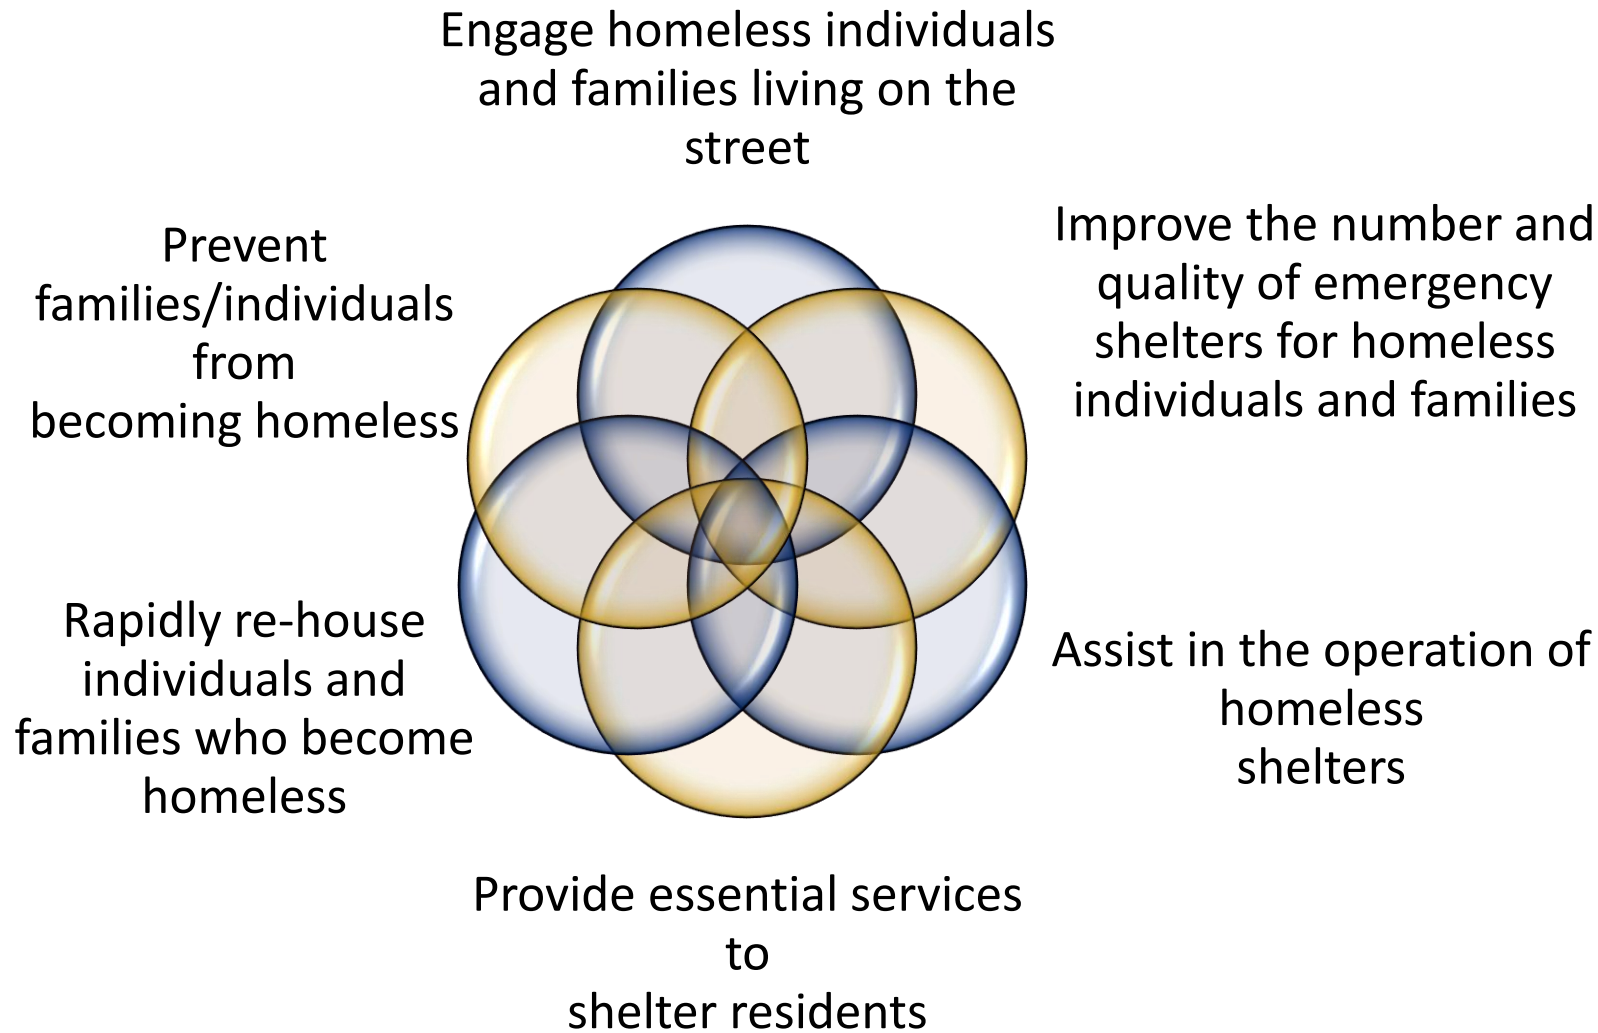 Engage homeless individuals
and families living on the
street
Improve the number and
quality of emergency
shelters for homeless
individuals and families
Assist in the operation of
homeless
shelters
Provide essential services
to
shelter residents
Rapidly re-house
individuals and
families who become
homeless
Prevent
families/individuals
from
becoming homeless